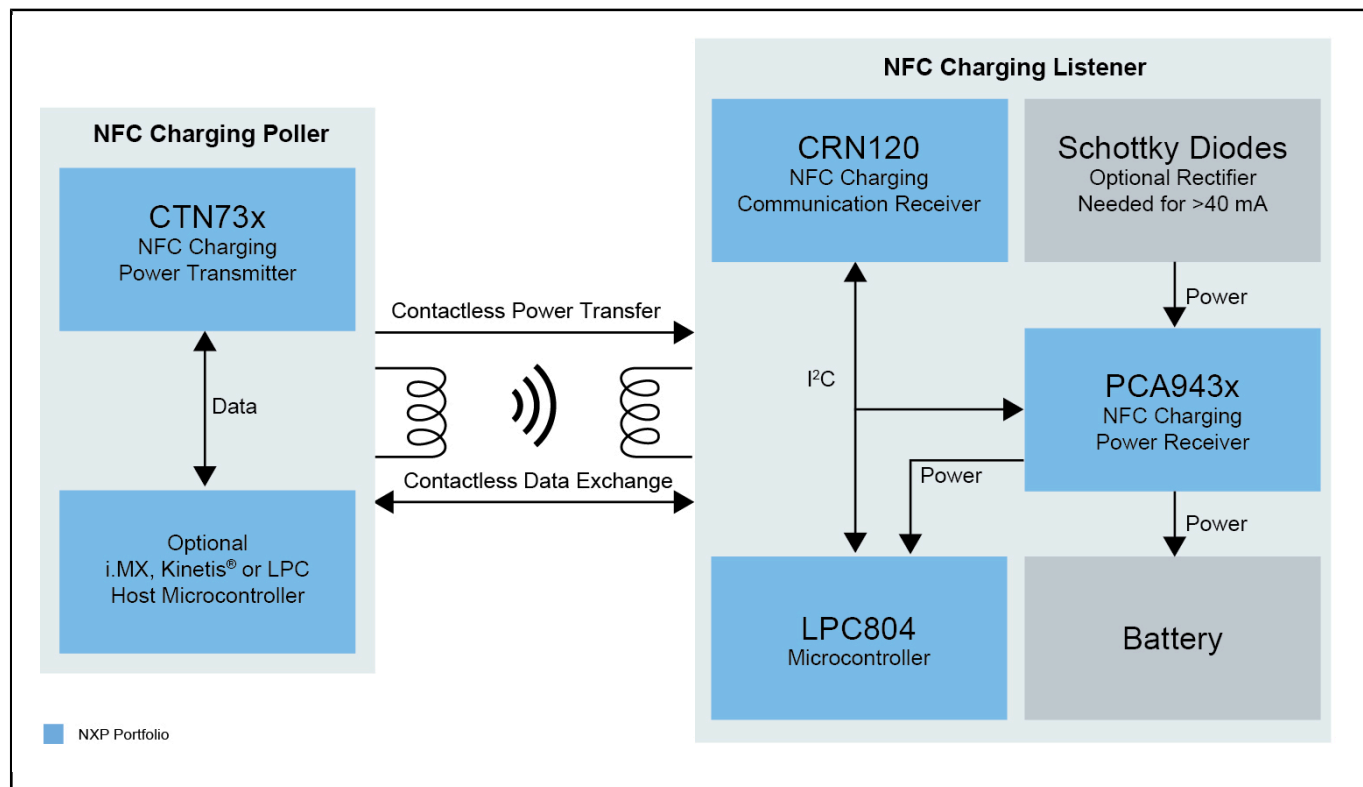 NFC Charging Poller
CTN73x
NFC Charging
Power Transmitter
Data
Optional
i.MX, Kinetis® or LPC
Host Microcontroller
Contactless Power Transfer
Contactless Data Exchange
NFC Charging Listener
CRN120
NFC Charging
Communication Receiver
Schottky Diodes
Optional Rectifier
Needed for >40 mA
Power
I²C
PCA943x
NFC Charging
Power Receiver
Power
Power
LPC804
Microcontroller
Battery
NXP Portfolio